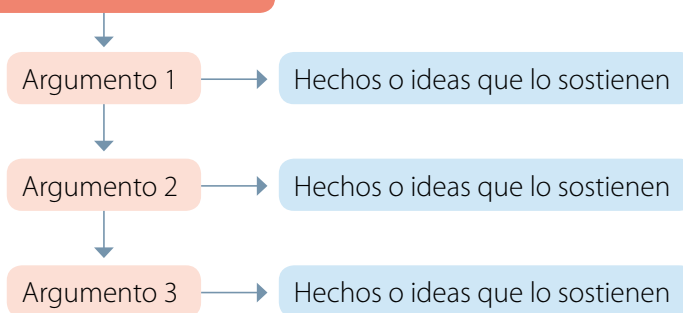 Argumento 1
Hechos o ideas que lo sostienen
Argumento 2
Hechos o ideas que lo sostienen
Argumento 3
Hechos o ideas que lo sostienen